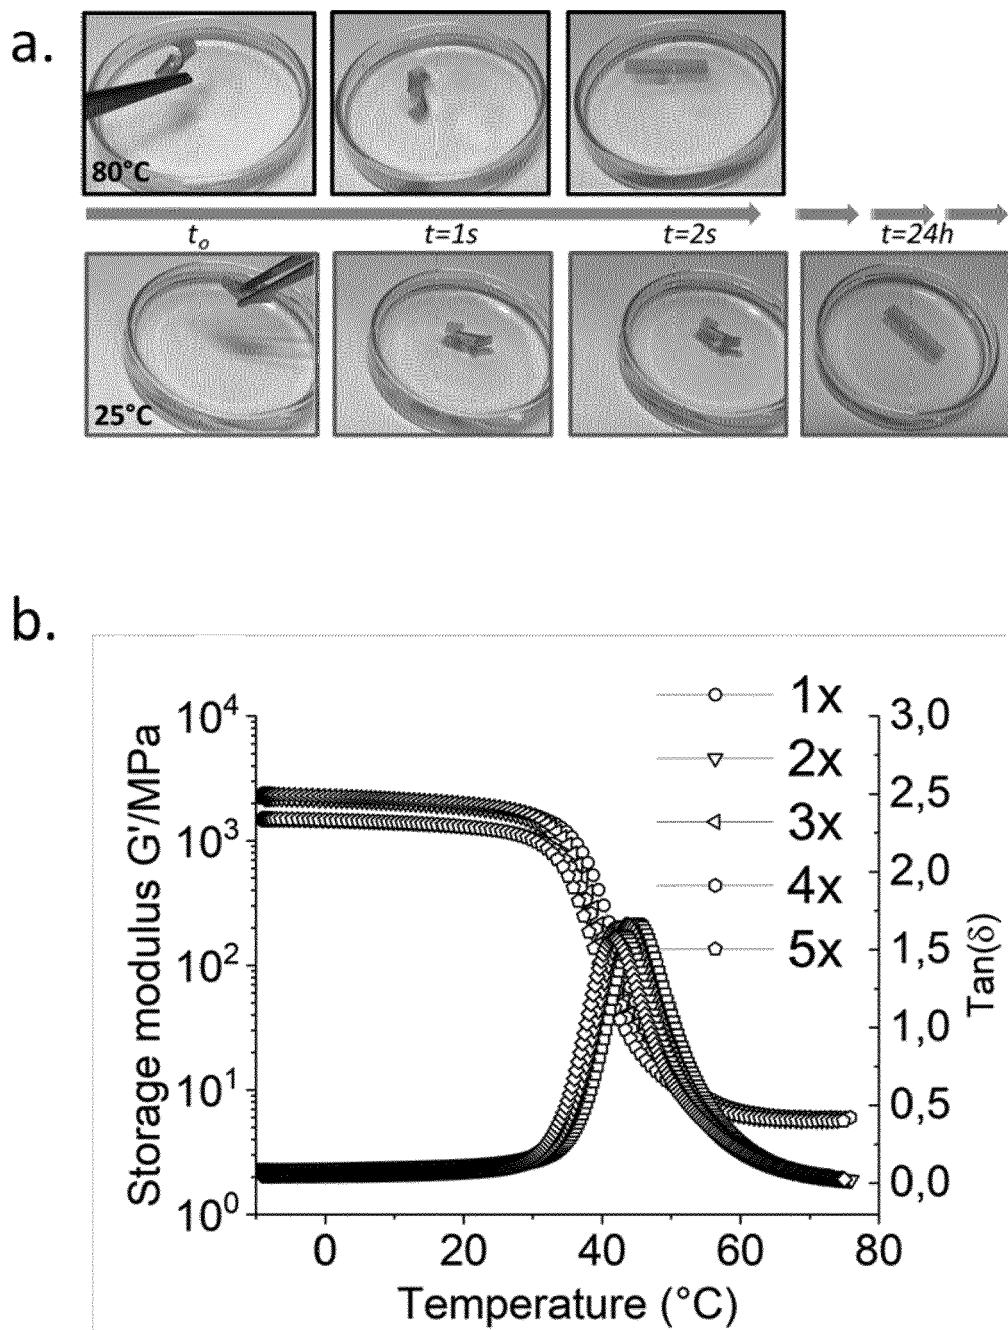 a.
80°C
t₀ t=1s t=2s t=24h
25°C
b.
Storage modulus G'/MPa
10⁴
10³
10²
10¹
10⁰
1x
2x
3x
4x
5x
3,0
2,5
2,0
1,5
1,0
0,5
0,0
Tan(δ)
0 20 40 60 80
Temperature (°C)